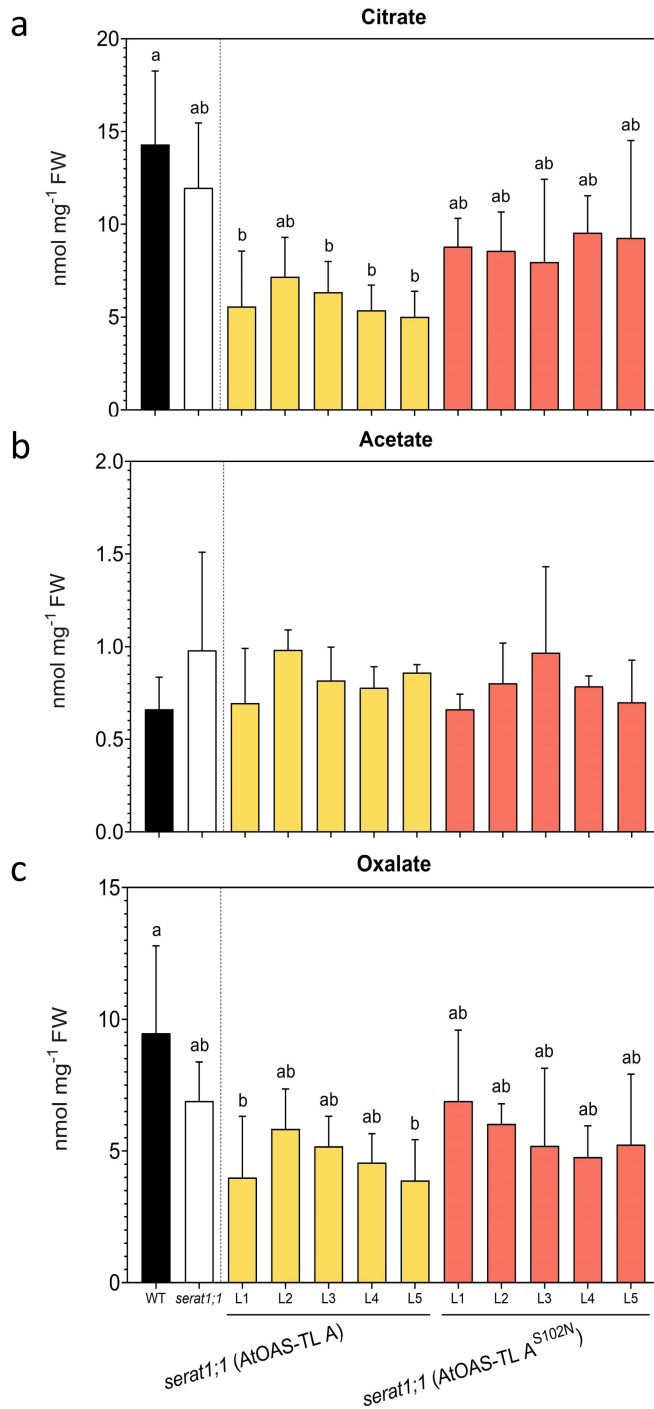 a
Citrate
nmol mg⁻¹ FW
20
15
10
5
0
a
ab
b
ab
b
b
b
ab
ab
ab
ab
ab
b
Acetate
nmol mg⁻¹ FW
2.0
1.5
1.0
0.5
0.0
c
Oxalate
nmol mg⁻¹ FW
15
10
5
0
a
ab
b
ab
ab
ab
b
ab
ab
ab
ab
ab
WT serat1;1 L1 L2 L3 L4 L5 L1 L2 L3 L4 L5
serat1;1 (AtOAS-TL A)
serat1;1 (AtOAS-TL A^S102N)